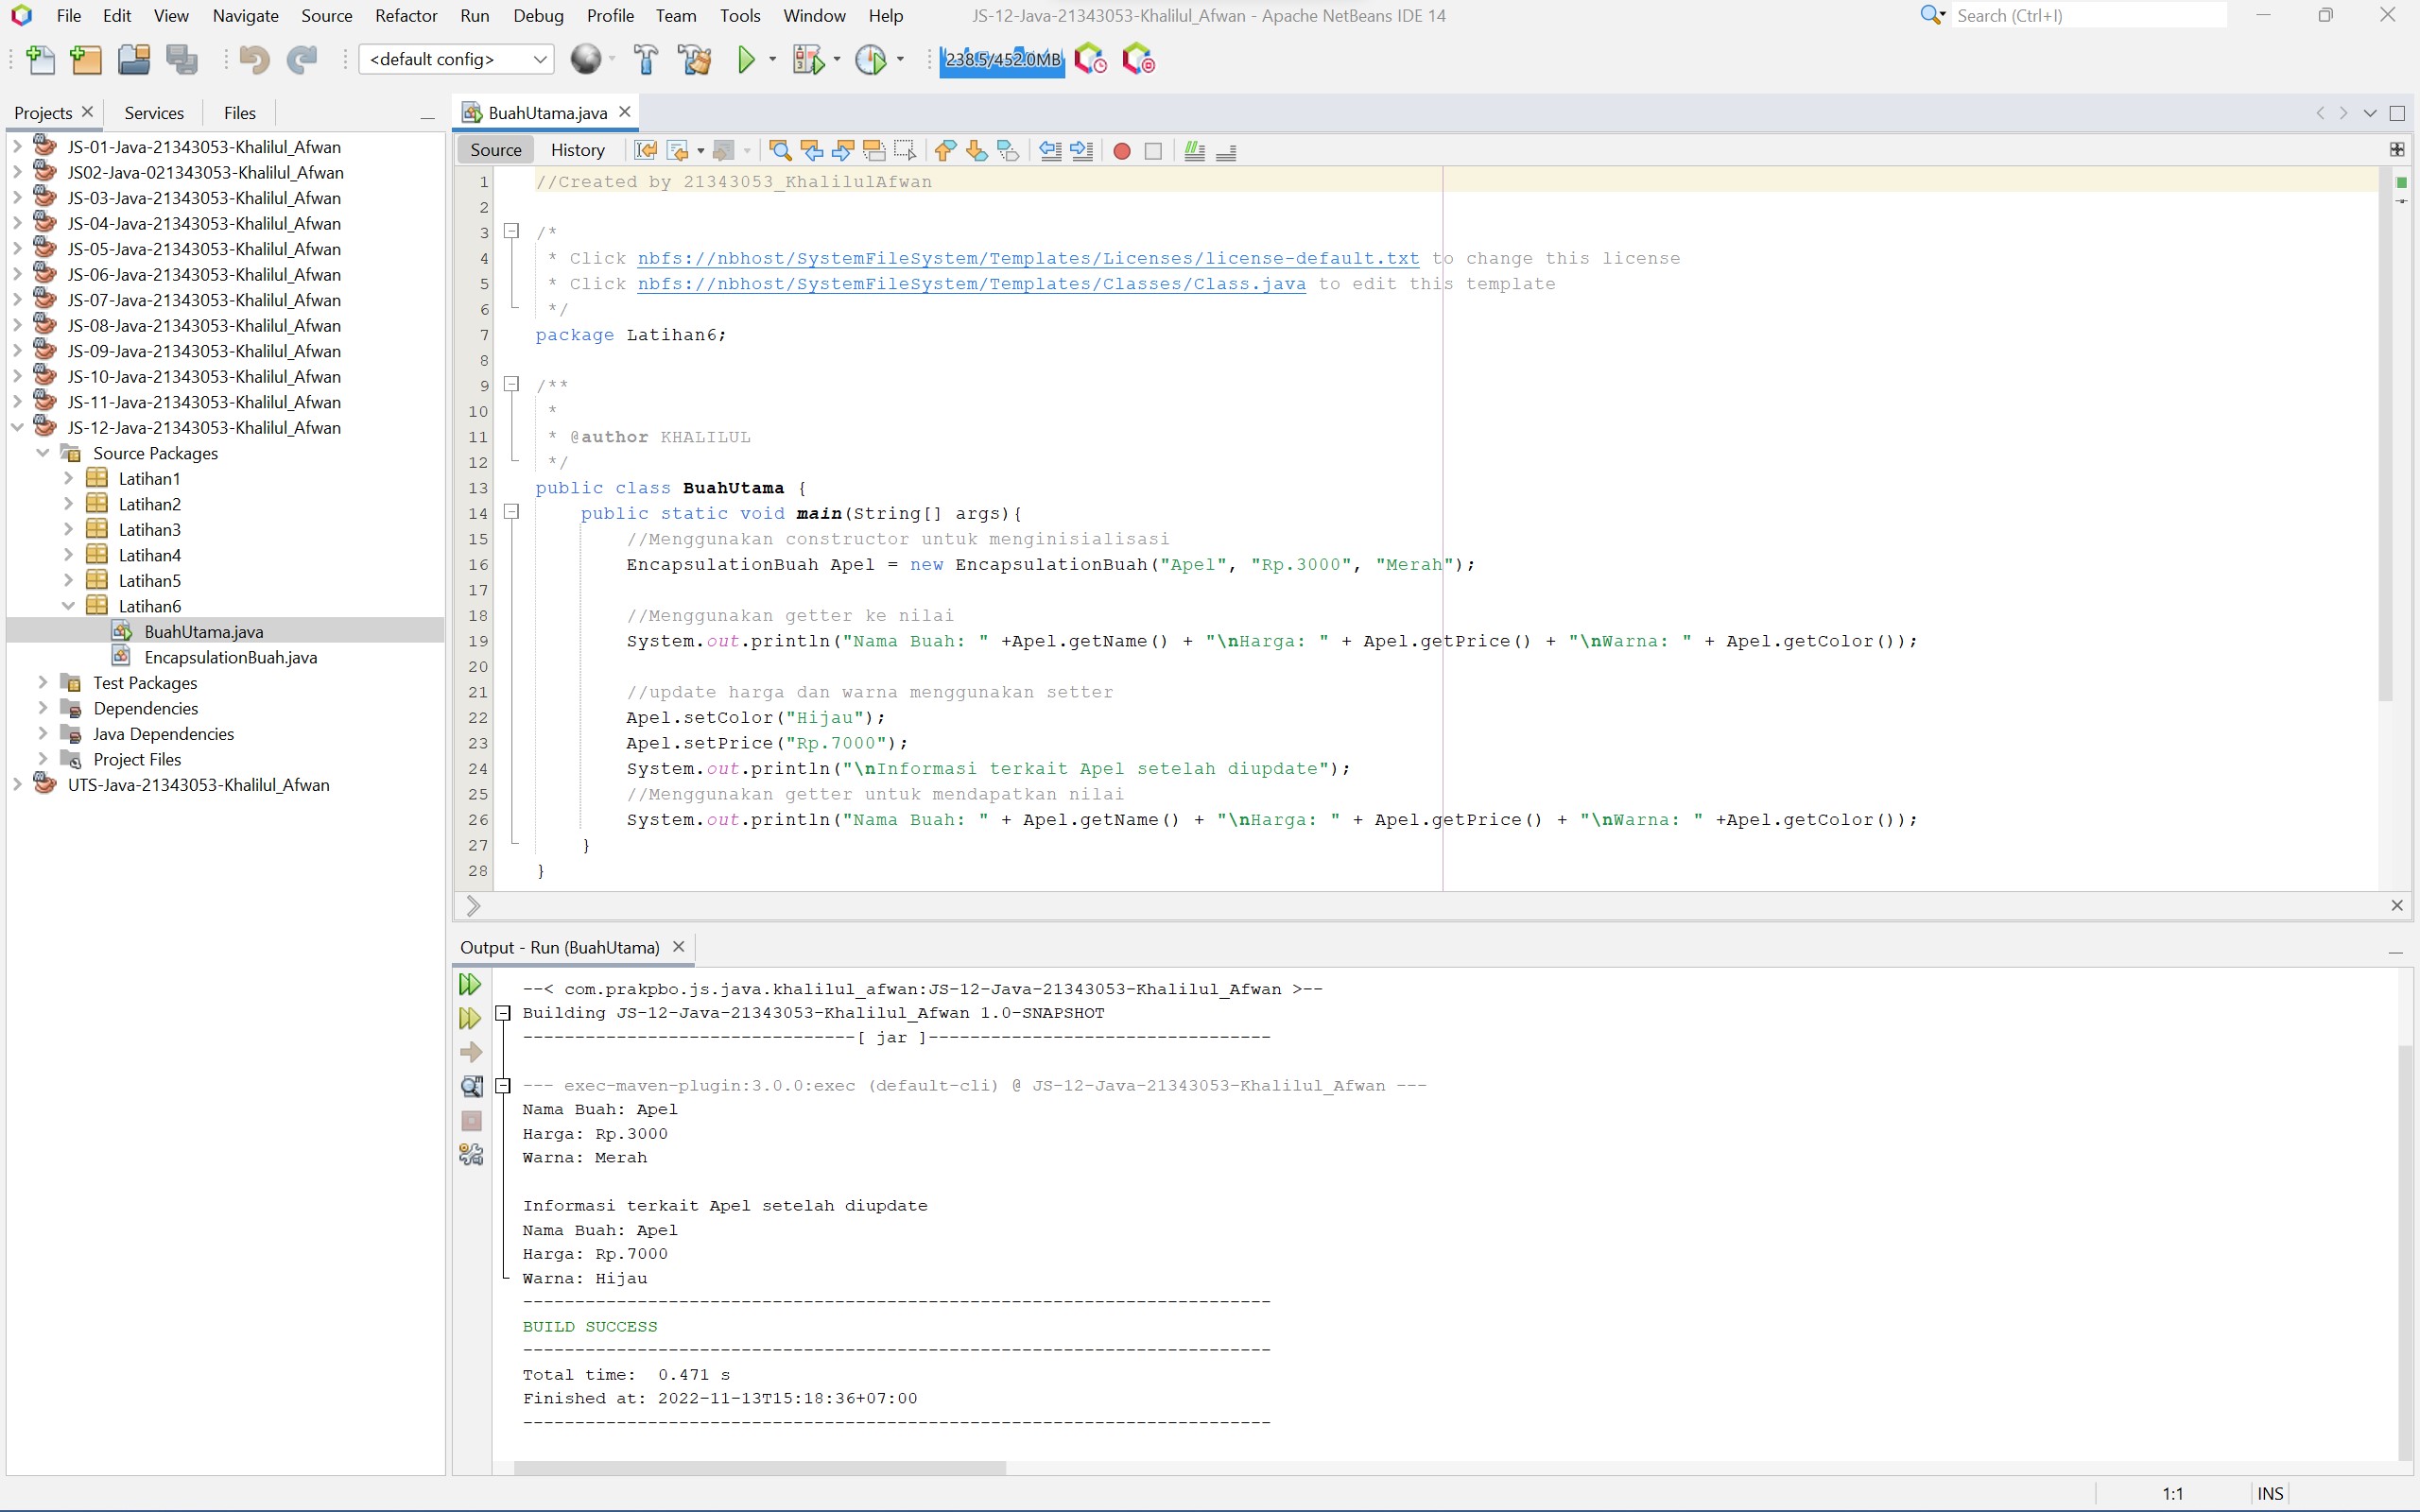 File Edit View Navigate Source Refactor Run Debug Profile Team Tools Window Help JS-12-Java-21343053-Khalilul_Afwan - Apache NetBeans IDE 14 Search (Ctrl+I)
<default config> 238.5/452.0MB
Projects Services Files
BuahUtama.java
Source History
JS-01-Java-21343053-Khalilul_Afwan
JS02-Java-021343053-Khalilul_Afwan
JS-03-Java-21343053-Khalilul_Afwan
JS-04-Java-21343053-Khalilul_Afwan
JS-05-Java-21343053-Khalilul_Afwan
JS-06-Java-21343053-Khalilul_Afwan
JS-07-Java-21343053-Khalilul_Afwan
JS-08-Java-21343053-Khalilul_Afwan
JS-09-Java-21343053-Khalilul_Afwan
JS-10-Java-21343053-Khalilul_Afwan
JS-11-Java-21343053-Khalilul_Afwan
JS-12-Java-21343053-Khalilul_Afwan
Source Packages
Latihan1
Latihan2
Latihan3
Latihan4
Latihan5
Latihan6
BuahUtama.java
EncapsulationBuah.java
Test Packages
Dependencies
Java Dependencies
Project Files
UTS-Java-21343053-Khalilul_Afwan
1 //Created by 21343053_KhalilulAfwan
2
3 /*
4 * Click nbfs://nbhost/SystemFileSystem/Templates/Licenses/license-default.txt to change this license
5 * Click nbfs://nbhost/SystemFileSystem/Templates/Classes/Class.java to edit this template
6 */
7 package Latihan6;
8
9 /**
10 *
11 * @author KHALILUL
12 */
13 public class BuahUtama {
14 public static void main(String[] args){
15 //Menggunakan constructor untuk menginisialisasi
16 EncapsulationBuah Apel = new EncapsulationBuah("Apel", "Rp.3000", "Merah");
17
18 //Menggunakan getter ke nilai
19 System.out.println("Nama Buah: " +Apel.getName() + "\nHarga: " + Apel.getPrice() + "\nWarna: " + Apel.getColor());
20
21 //update harga dan warna menggunakan setter
22 Apel.setColor("Hijau");
23 Apel.setPrice("Rp.7000");
24 System.out.println("\nInformasi terkait Apel setelah diupdate");
25 //Menggunakan getter untuk mendapatkan nilai
26 System.out.println("Nama Buah: " + Apel.getName() + "\nHarga: " + Apel.getPrice() + "\nWarna: " +Apel.getColor());
27 }
28 }
Output - Run (BuahUtama)
--< com.prakpbo.js.java.khalilul_afwan:JS-12-Java-21343053-Khalilul_Afwan >--
Building JS-12-Java-21343053-Khalilul_Afwan 1.0-SNAPSHOT
--------------------------------[ jar ]---------------------------------
--- exec-maven-plugin:3.0.0:exec (default-cli) @ JS-12-Java-21343053-Khalilul_Afwan ---
Nama Buah: Apel
Harga: Rp.3000
Warna: Merah
Informasi terkait Apel setelah diupdate
Nama Buah: Apel
Harga: Rp.7000
Warna: Hijau
------------------------------------------------------------------------
BUILD SUCCESS
------------------------------------------------------------------------
Total time: 0.471 s
Finished at: 2022-11-13T15:18:36+07:00
------------------------------------------------------------------------
1:1 INS